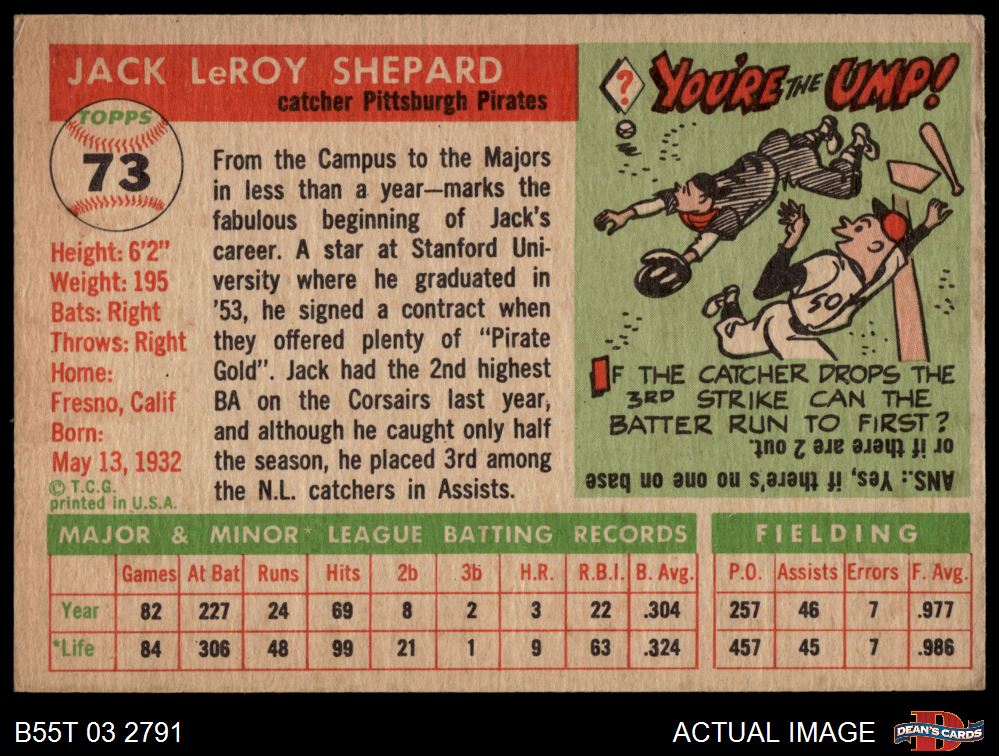 JACK LeROY SHEPARD
catcher Pittsburgh Pirates
TOPPS
73
Height: 6'2"
Weight: 195
Bats: Right
Throws: Right
Home:
Fresno, Calif
Born:
May 13, 1932
© T.C.G.
printed in U.S.A.
From the Campus to the Majors
in less than a year—marks the
fabulous beginning of Jack's
career. A star at Stanford Uni-
versity where he graduated in
'53, he signed a contract when
they offered plenty of "Pirate
Gold". Jack had the 2nd highest
BA on the Corsairs last year,
and although he caught only half
the season, he placed 3rd among
the N.L. catchers in Assists.
?
YOU'RE THE UMP!
50
IF THE CATCHER DROPS THE
3RD STRIKE CAN THE
BATTER RUN TO FIRST?
ANS.: Yes, if there's no one on base
or if there are 2 out.
MAJOR & MINOR* LEAGUE BATTING RECORDS
Games At Bat Runs Hits 2b 3b H.R. R.B.I. B. Avg.
Year 82 227 24 69 8 2 3 22 .304
*Life 84 306 48 99 21 1 9 63 .324
FIELDING
P.O. Assists Errors F. Avg.
257 46 7 .977
457 45 7 .986
B55T 03 2791
ACTUAL IMAGE
DEAN'S CARDS